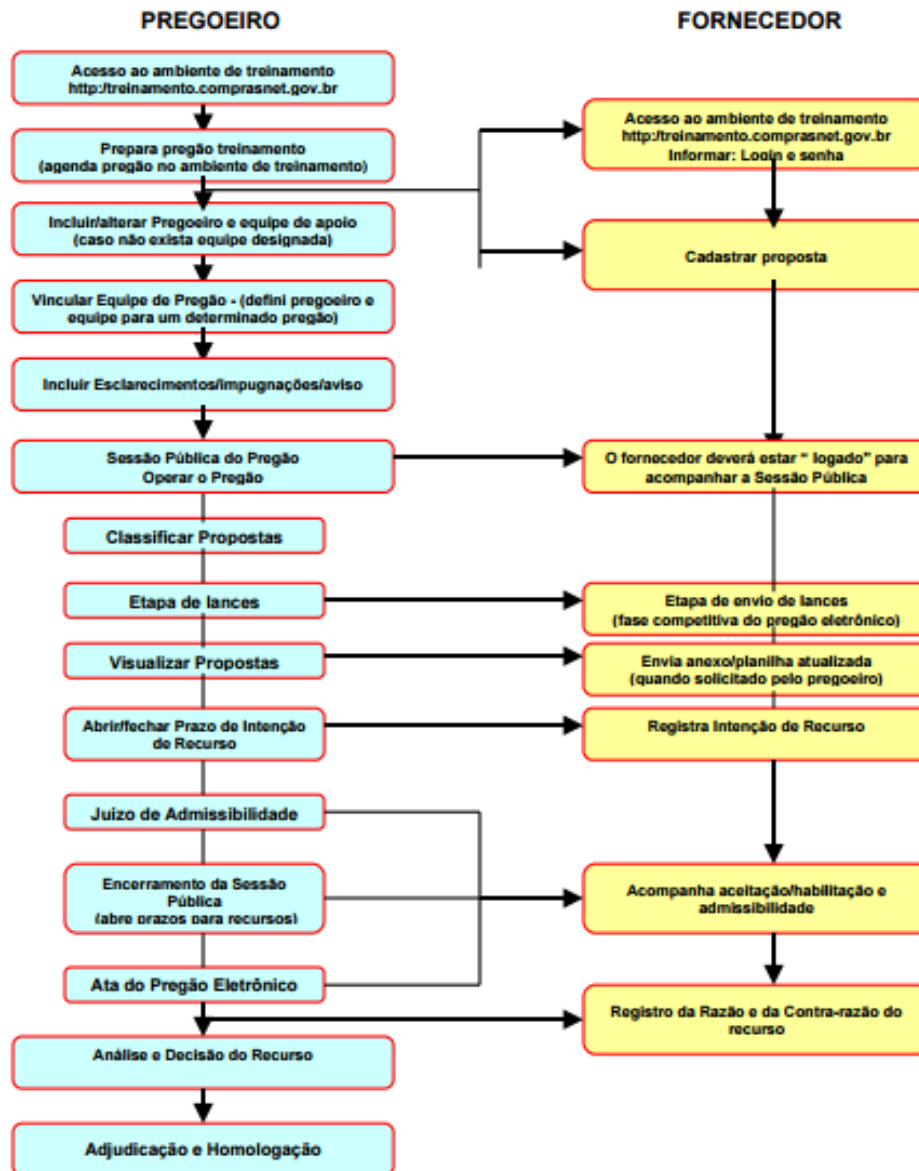 PREGOEIRO
Acesso ao ambiente de treinamento
http:/treinamento.comprasnet.gov.br
Prepara pregão treinamento
(agenda pregão no ambiente de treinamento)
Incluir/alterar Pregoeiro e equipe de apoio
(caso não exista equipe designada)
Vincular Equipe de Pregão - (defini pregoeiro e
equipe para um determinado pregão)
Incluir Esclarecimentos/impugnações/aviso
Sessão Pública do Pregão
Operar o Pregão
Classificar Propostas
Etapa de lances
Visualizar Propostas
Abrir/fechar Prazo de Intenção
de Recurso
Juizo de Admissibilidade
Encerramento da Sessão
Pública
(abre prazos para recursos)
Ata do Pregão Eletrônico
Análise e Decisão do Recurso
Adjudicação e Homologação
FORNECEDOR
Acesso ao ambiente de treinamento
http:/treinamento.comprasnet.gov.br
Informar: Login e senha
Cadastrar proposta
O fornecedor deverá estar “ logado” para
acompanhar a Sessão Pública
Etapa de envio de lances
(fase competitiva do pregão eletrônico)
Envia anexo/planilha atualizada
(quando solicitado pelo pregoeiro)
Registra Intenção de Recurso
Acompanha aceitação/habilitação e
admissibilidade
Registro da Razão e da Contra-razão do
recurso